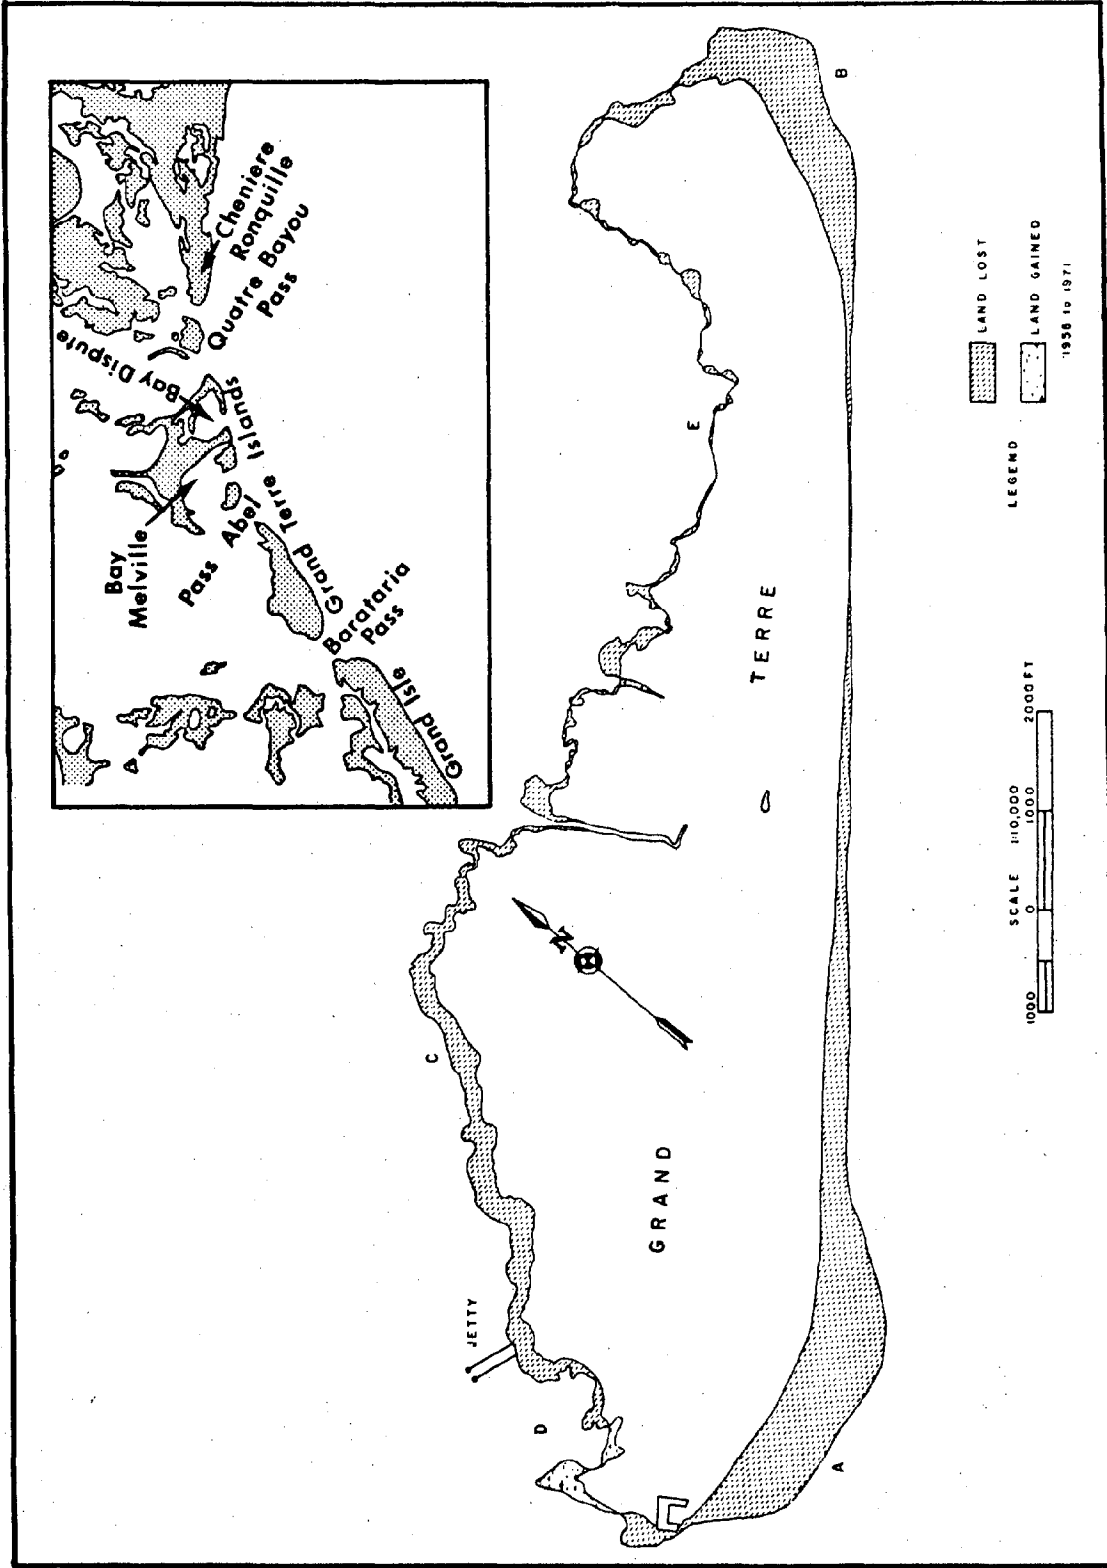 Cheniere
Ronquille
Quatre Bayou
Pass
Bay Dispute
Grand Terre Islands
Bay
Melville
Pass Abel
Barataria
Pass
Grand Isle
B
E
C
D
A
JETTY
N
GRAND
TERRE
LEGEND
LAND LOST
LAND GAINED
1958 to 1971
SCALE 1:10,000
1000 0 1000 2000 FT